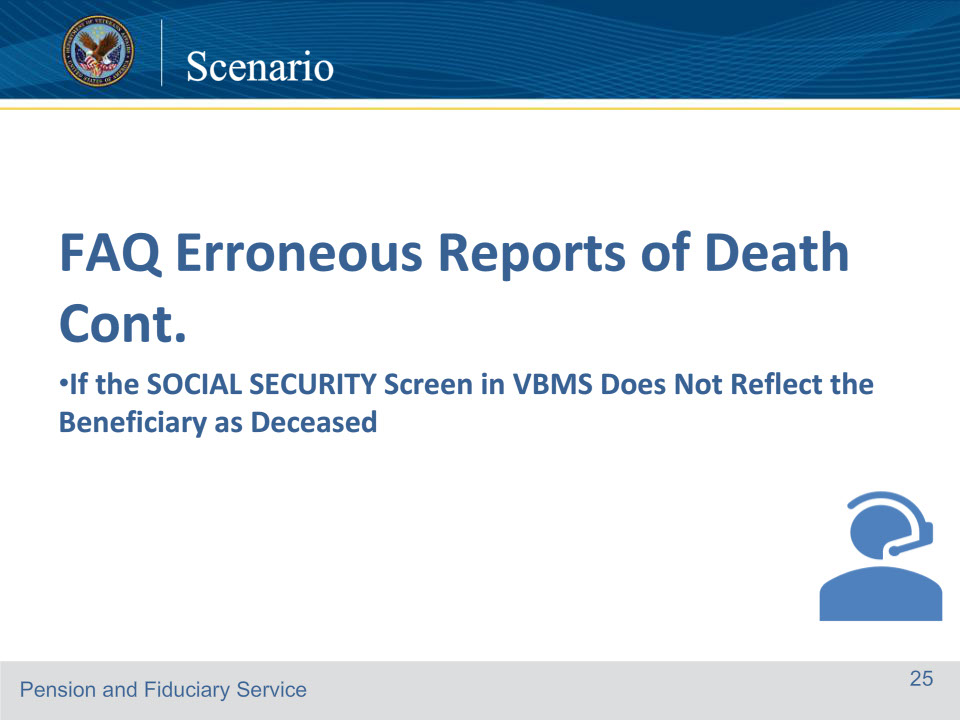 Scenario
FAQ Erroneous Reports of Death
Cont.
•If the SOCIAL SECURITY Screen in VBMS Does Not Reflect the
Beneficiary as Deceased
Pension and Fiduciary Service
25